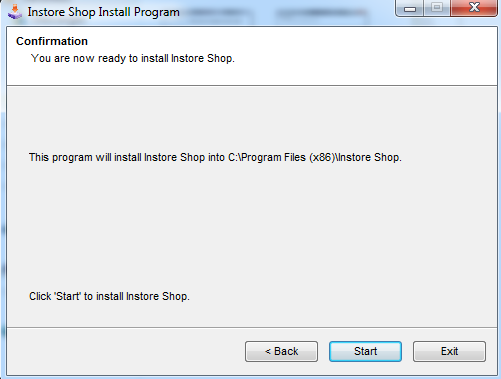 Instore Shop Install Program
Confirmation
You are now ready to install Instore Shop.
This program will install Instore Shop into C:\Program Files (x86)\Instore Shop.
Click 'Start' to install Instore Shop.
< Back
Start
Exit